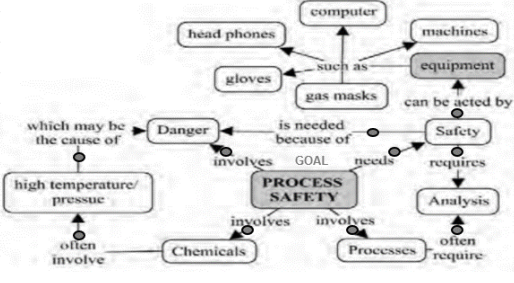 computer
head phones
machines
such as
equipment
gloves
gas masks
can be acted by
which may be
the cause of
Danger
is needed
because of
Safety
involves
GOAL
needs
requires
high temperature/
pressue
PROCESS
SAFETY
Analysis
involves
involves
often
involve
Chemicals
Processes
often
require